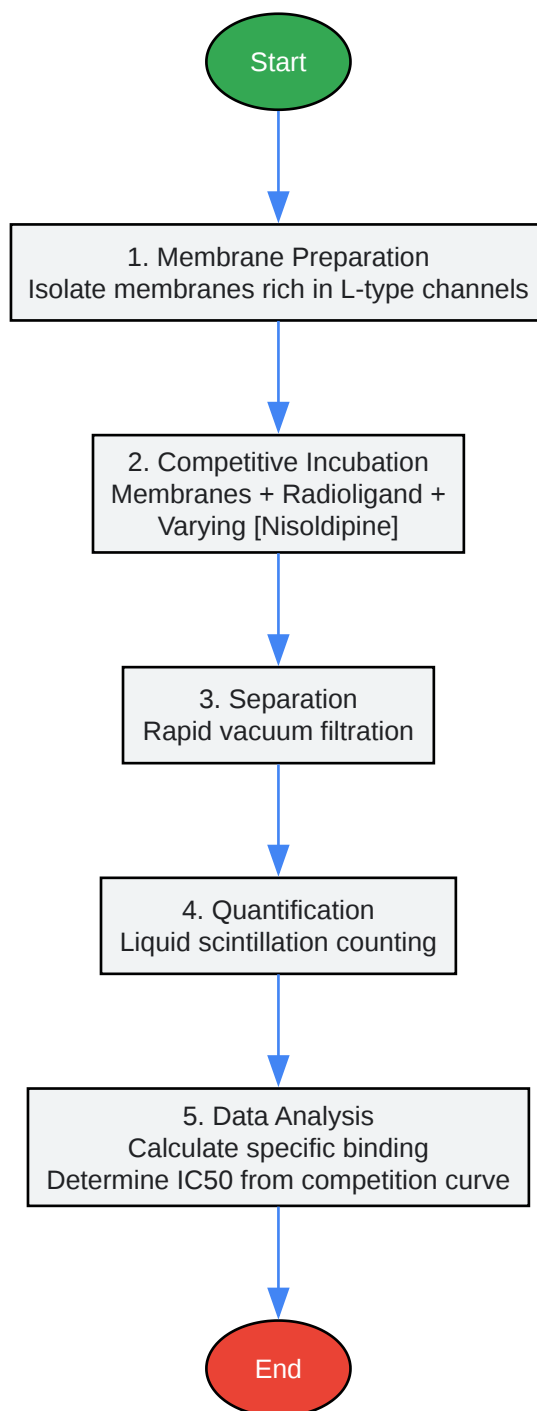 Start
1. Membrane Preparation
Isolate membranes rich in L-type channels
2. Competitive Incubation
Membranes + Radioligand +
Varying [Nisoldipine]
3. Separation
Rapid vacuum filtration
4. Quantification
Liquid scintillation counting
5. Data Analysis
Calculate specific binding
Determine IC50 from competition curve
End